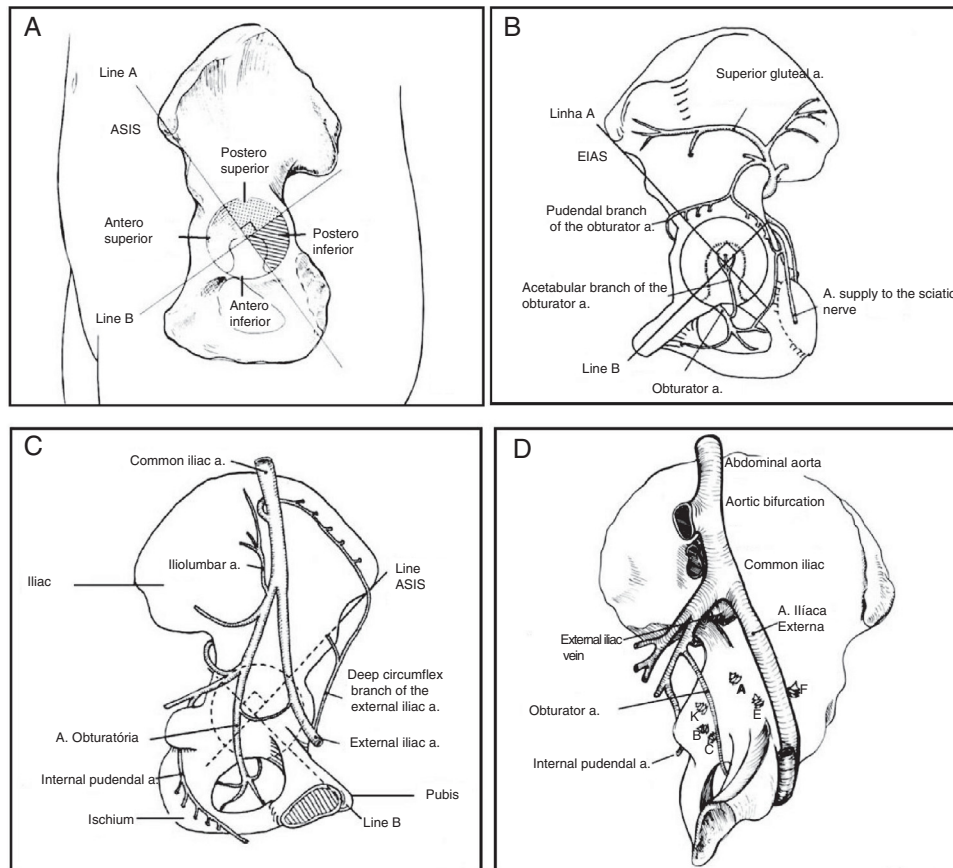 A
Line A
ASIS
Postero
superior
Antero
superior
Postero
inferior
Antero
inferior
Line B
B
Superior gluteal a.
Linha A
EIAS
Pudendal branch
of the obturator a.
Acetabular branch of the
obturator a.
A. supply to the sciatic
nerve
Line B
Obturator a.
C
Common iliac a.
Iliolumbar a.
Iliac
Line
ASIS
Deep circumflex
branch of the
external iliac a.
A. Obturatória
External iliac a.
Internal pudendal a.
Pubis
Ischium
Line B
D
Abdominal aorta
Aortic bifurcation
Common iliac
A. Ilíaca
Externa
External iliac
vein
A
F
E
Obturator a.
K
B
C
Internal pudendal a.